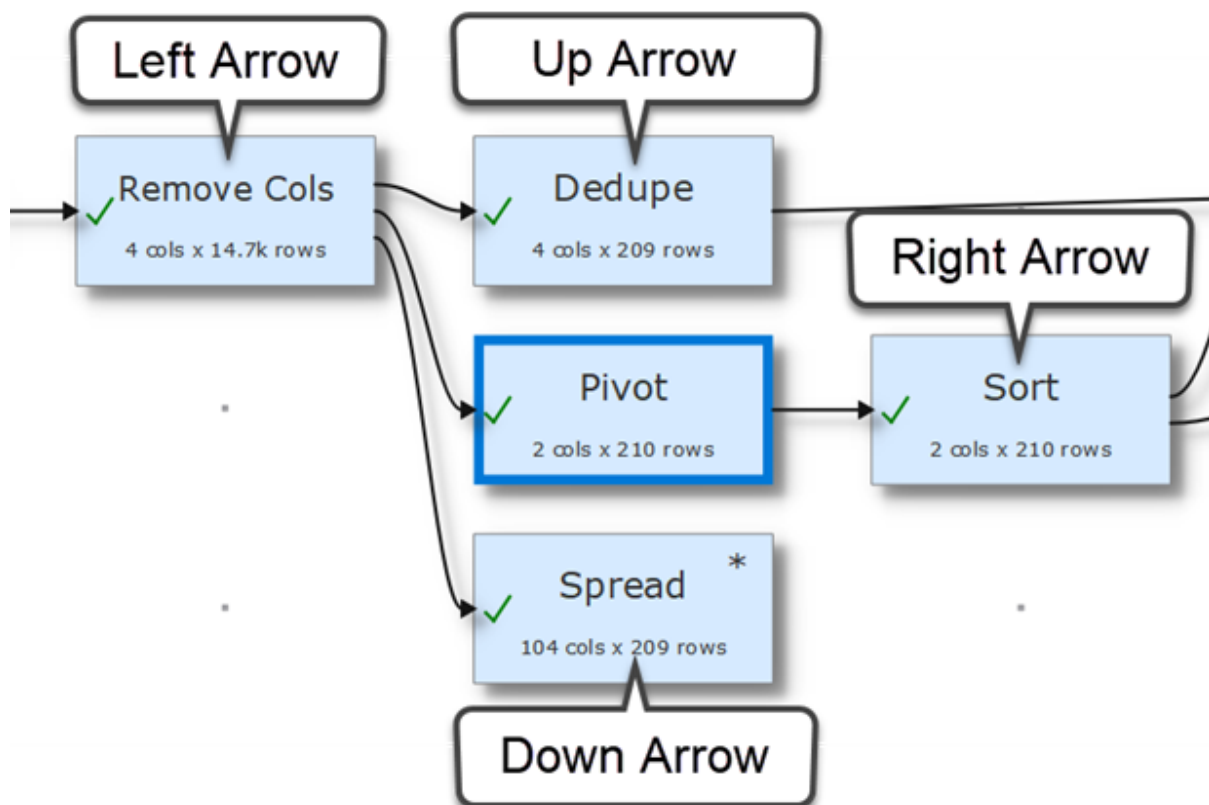 Left Arrow
Up Arrow
Remove Cols
4 cols x 14.7k rows
Dedupe
4 cols x 209 rows
Right Arrow
Pivot
2 cols x 210 rows
Sort
2 cols x 210 rows
Spread *
104 cols x 209 rows
Down Arrow